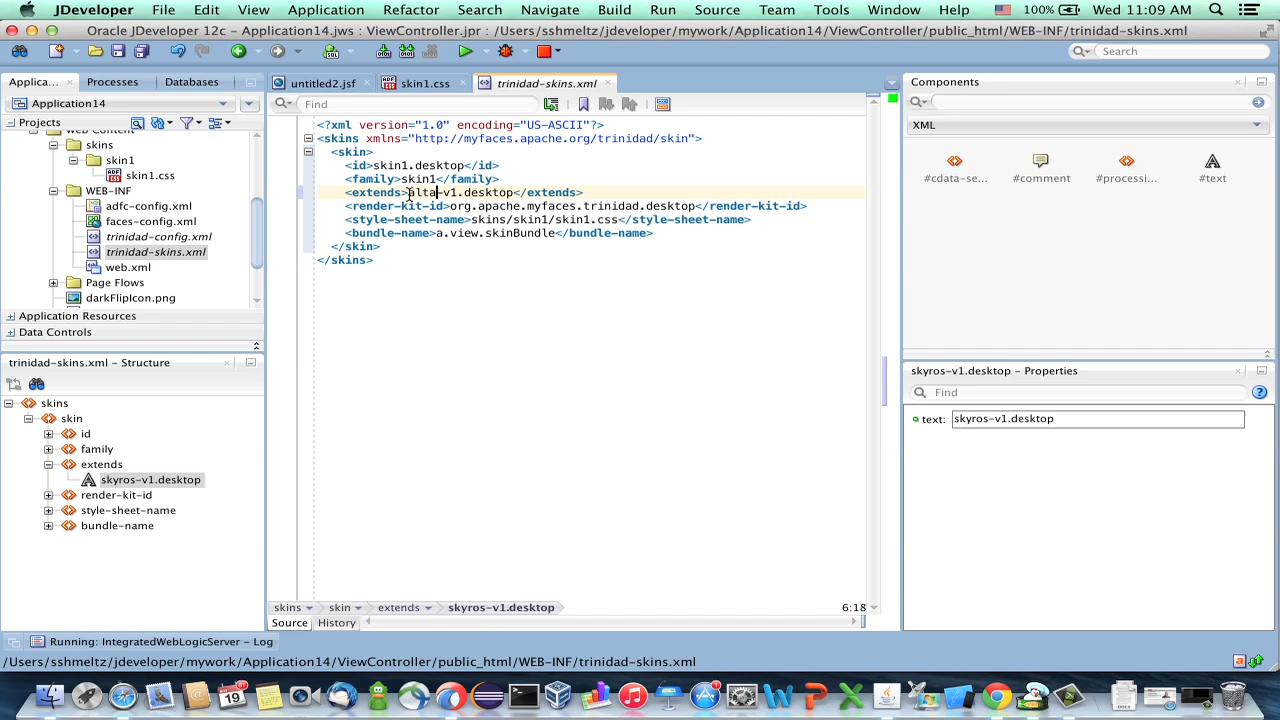 JDeveloper File Edit View Application Refactor Search Navigate Build Run Source Team Tools Window Help 100% Wed 11:09 AM
Oracle JDeveloper 12c - Application14.jws : ViewController.jpr : /Users/sshmeltz/jdeveloper/mywork/Application14/ViewController/public_html/WEB-INF/trinidad-skins.xml
Search
Applica... Processes Databases
Application14
Projects
Web Content
skins
skin1
skin1.css
WEB-INF
adfc-config.xml
faces-config.xml
trinidad-config.xml
trinidad-skins.xml
web.xml
Page Flows
darkFlipIcon.png
Application Resources
Data Controls
trinidad-skins.xml - Structure
skins
skin
id
family
extends
skyros-v1.desktop
render-kit-id
style-sheet-name
bundle-name
untitled2.jsf skin1.css trinidad-skins.xml
Find
<?xml version="1.0" encoding="US-ASCII"?>
<skins xmlns="http://myfaces.apache.org/trinidad/skin">
<skin>
<id>skin1.desktop</id>
<family>skin1</family>
<extends>alta-v1.desktop</extends>
<render-kit-id>org.apache.myfaces.trinidad.desktop</render-kit-id>
<style-sheet-name>skins/skin1/skin1.css</style-sheet-name>
<bundle-name>a.view.skinBundle</bundle-name>
</skin>
</skins>
skins skin extends skyros-v1.desktop 6:18
Source History
Components
XML
#cdata-se... #comment #processi... #text
skyros-v1.desktop - Properties
Find
text: skyros-v1.desktop
Running: IntegratedWebLogicServer - Log
/Users/sshmeltz/jdeveloper/mywork/Application14/ViewController/public_html/WEB-INF/trinidad-skins.xml